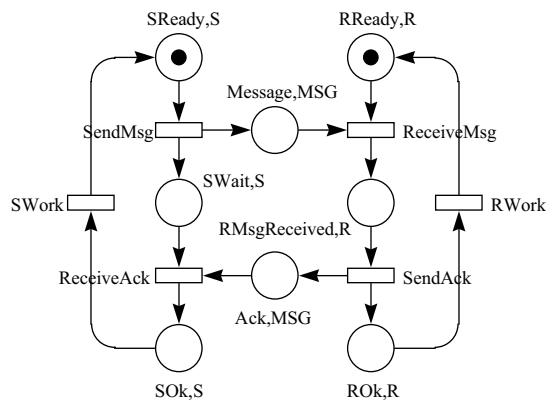 SReady,S
RReady,R
Message,MSG
SendMsg
ReceiveMsg
SWait,S
SWork
RWork
RMsgReceived,R
ReceiveAck
SendAck
Ack,MSG
SOk,S
ROk,R